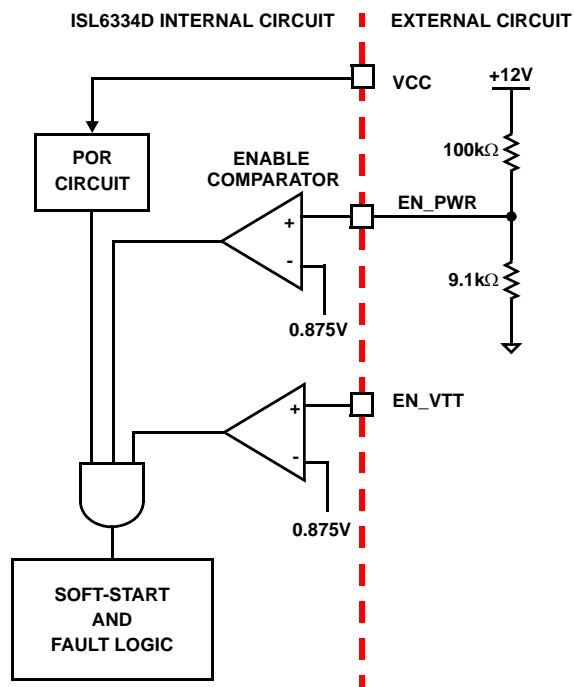 ISL6334D INTERNAL CIRCUIT
EXTERNAL CIRCUIT
VCC
+12V
POR
CIRCUIT
ENABLE
COMPARATOR
100kΩ
EN_PWR
+
-
0.875V
9.1kΩ
EN_VTT
+
-
0.875V
SOFT-START
AND
FAULT LOGIC